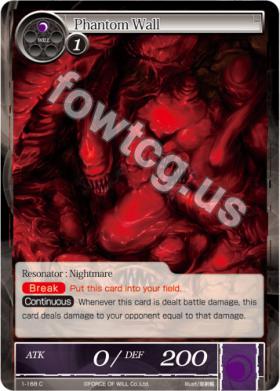 Phantom Wall
WILL
1
fowtcg.us
Resonator : Nightmare
Break Put this card into your field.
Continuous Whenever this card is dealt battle damage, this
card deals damage to your opponent equal to that damage.
ATK 0 / DEF 200
1-168 C ©FORCE OF WILL Co.,Ltd.